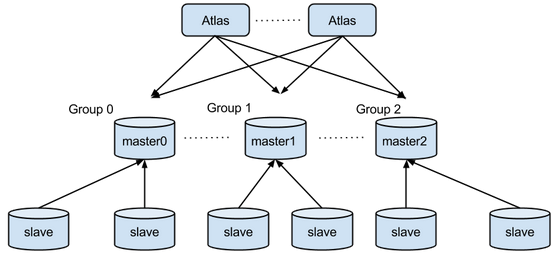 Atlas
Atlas
Group 0
Group 1
Group 2
master0
master1
master2
slave
slave
slave
slave
slave
slave